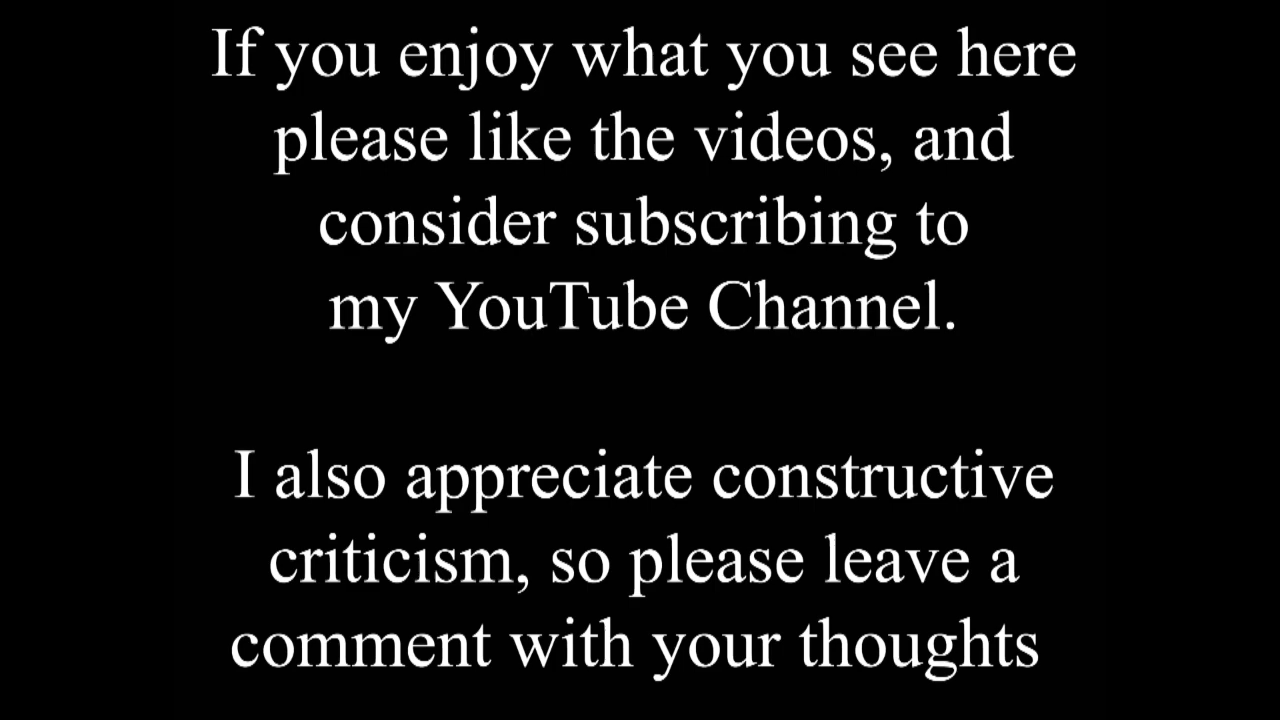 If you enjoy what you see here
please like the videos, and
consider subscribing to
my YouTube Channel.
I also appreciate constructive
criticism, so please leave a
comment with your thoughts